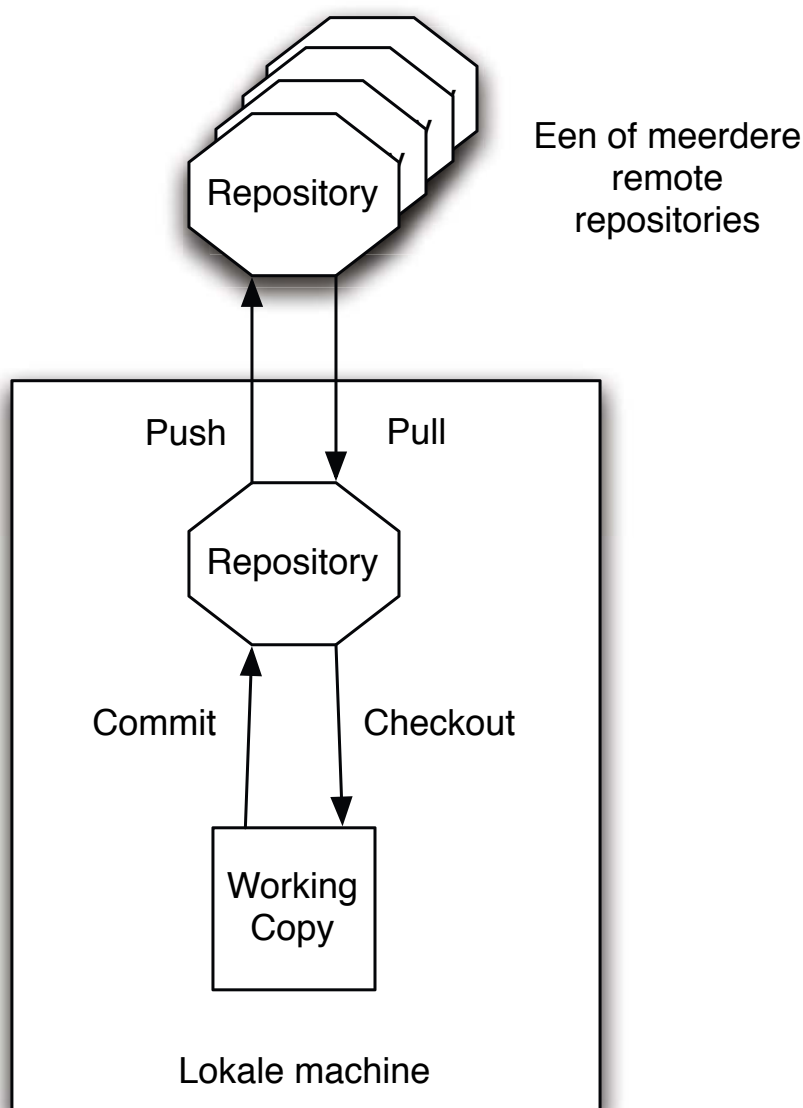 Repository
Een of meerdere
remote
repositories
Push
Pull
Repository
Commit
Checkout
Working
Copy
Lokale machine